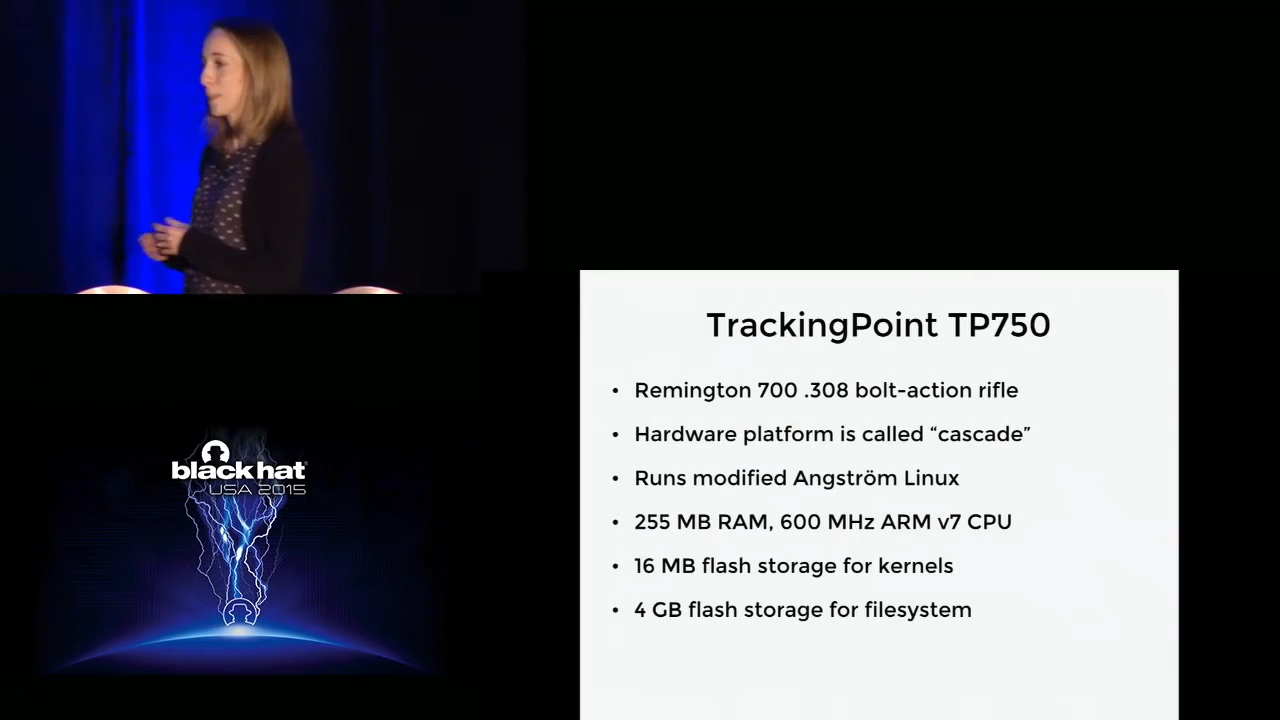 TrackingPoint TP750
• Remington 700 .308 bolt-action rifle
• Hardware platform is called “cascade”
• Runs modified Angström Linux
• 255 MB RAM, 600 MHz ARM v7 CPU
• 16 MB flash storage for kernels
• 4 GB flash storage for filesystem
black hat
USA 2015